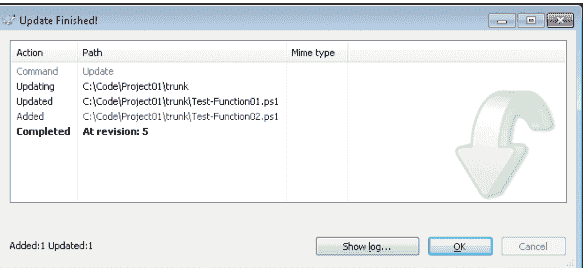 Update Finished!
Action Path Mime type
Command Update
Updating C:\Code\Project01\trunk
Updated C:\Code\Project01\trunk\Test-Function01.ps1
Added C:\Code\Project01\trunk\Test-Function02.ps1
Completed At revision: 5
Added:1 Updated:1 Show log... OK Cancel